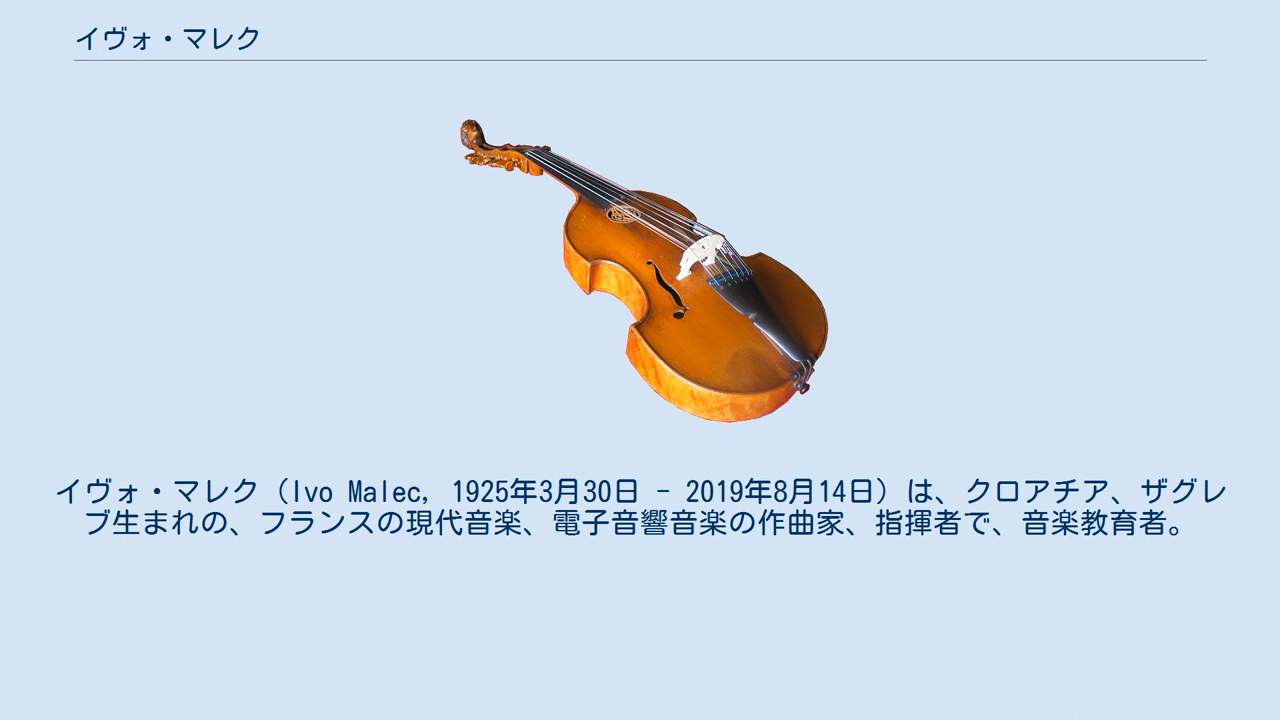 イヴォ・マレク
イヴォ・マレク（Ivo Malec, 1925年3月30日 - 2019年8月14日）は、クロアチア、ザグレ
ブ生まれの、フランスの現代音楽、電子音響音楽の作曲家、指揮者で、音楽教育者。